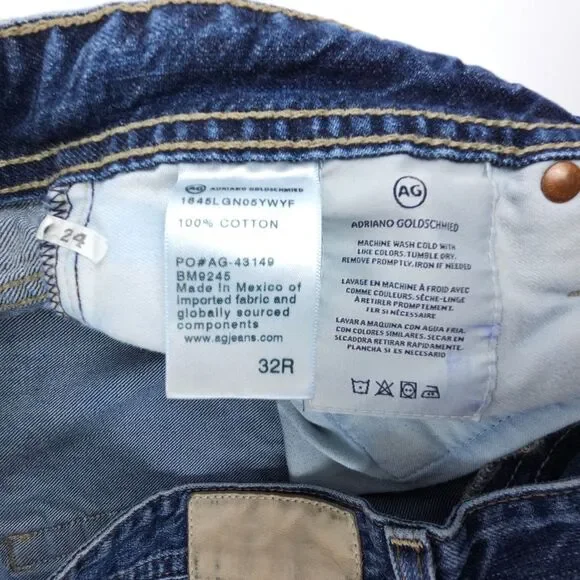 24
AG ADRIANO GOLDSCHMIED
1645LGN05YWYF
100% COTTON
PO#AG-43149
BM9245
Made in Mexico of
imported fabric and
globally sourced
components
www.agjeans.com
32R
AG
ADRIANO GOLDSCHMIED
MACHINE WASH COLD WITH
LIKE COLORS. TUMBLE DRY.
REMOVE PROMPTLY. IRON IF NEEDED
LAVAGE EN MACHINE À FROID AVEC
COMME COULEURS. SÈCHE-LINGE
À RETIRER PROMPTEMENT.
FER SI NÉCESSAIRE
LAVAR A MAQUINA CON AGUA FRIA.
CON COLORES SIMILARES. SECAR EN
SECADORA RETIRAR RAPIDAMENTE.
PLANCHA SI ES NECESARIO